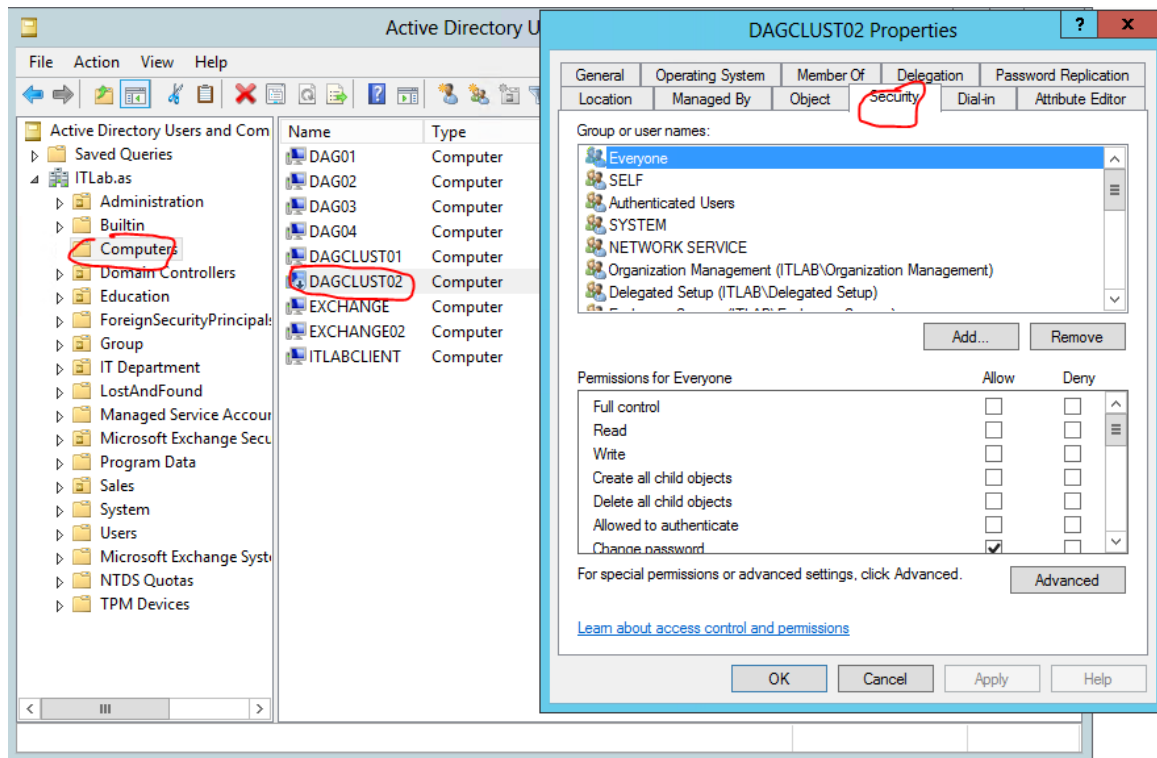 Active Directory U
File Action View Help
Active Directory Users and Com
Saved Queries
ITLab.as
Administration
Builtin
Computers
Domain Controllers
Education
ForeignSecurityPrincipals
Group
IT Department
LostAndFound
Managed Service Accour
Microsoft Exchange Secu
Program Data
Sales
System
Users
Microsoft Exchange Syst
NTDS Quotas
TPM Devices
Name Type
DAG01 Computer
DAG02 Computer
DAG03 Computer
DAG04 Computer
DAGCLUST01 Computer
DAGCLUST02 Computer
EXCHANGE Computer
EXCHANGE02 Computer
ITLABCLIENT Computer
DAGCLUST02 Properties
? x
General Operating System Member Of Delegation Password Replication
Location Managed By Object Security Dial-in Attribute Editor
Group or user names:
Everyone
SELF
Authenticated Users
SYSTEM
NETWORK SERVICE
Organization Management (ITLAB\Organization Management)
Delegated Setup (ITLAB\Delegated Setup)
Add... Remove
Permissions for Everyone Allow Deny
Full control
Read
Write
Create all child objects
Delete all child objects
Allowed to authenticate
Change password
For special permissions or advanced settings, click Advanced.
Advanced
Learn about access control and permissions
OK Cancel Apply Help